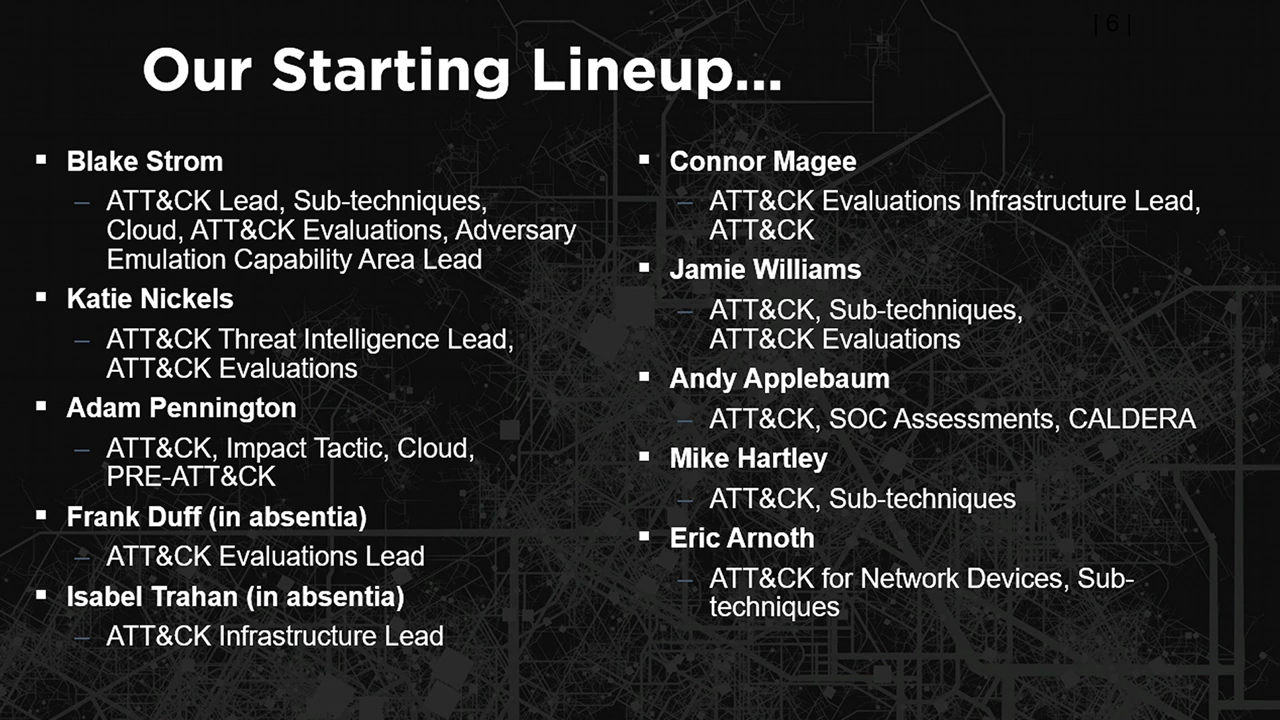 | 6 |
Our Starting Lineup...
▪ Blake Strom
– ATT&CK Lead, Sub-techniques,
Cloud, ATT&CK Evaluations, Adversary
Emulation Capability Area Lead
▪ Katie Nickels
– ATT&CK Threat Intelligence Lead,
ATT&CK Evaluations
▪ Adam Pennington
– ATT&CK, Impact Tactic, Cloud,
PRE-ATT&CK
▪ Frank Duff (in absentia)
– ATT&CK Evaluations Lead
▪ Isabel Trahan (in absentia)
– ATT&CK Infrastructure Lead
▪ Connor Magee
– ATT&CK Evaluations Infrastructure Lead,
ATT&CK
▪ Jamie Williams
– ATT&CK, Sub-techniques,
ATT&CK Evaluations
▪ Andy Applebaum
– ATT&CK, SOC Assessments, CALDERA
▪ Mike Hartley
– ATT&CK, Sub-techniques
▪ Eric Arnoth
– ATT&CK for Network Devices, Sub-
techniques